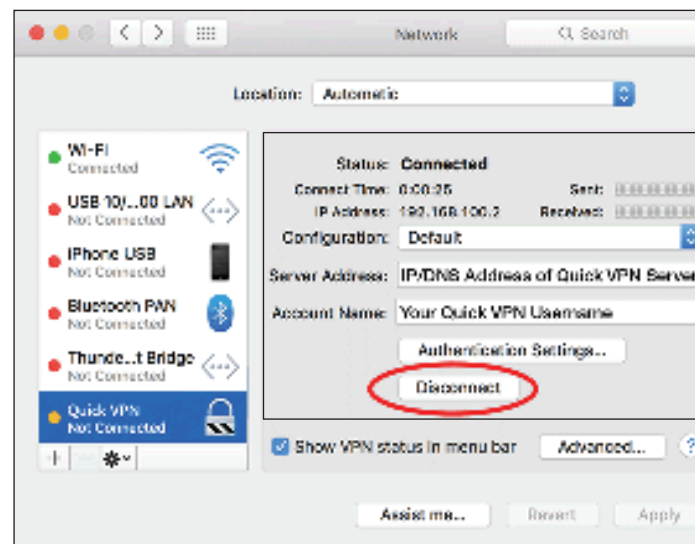 Network
Search
Location: Automatic
Wi-Fi
Connected
USB 10/...00 LAN
Not Connected
iPhone USB
Not Connected
Bluetooth PAN
Not Connected
Thunde...t Bridge
Not Connected
Quick VPN
Not Connected
Status: Connected
Connect Time: 0:00:25 Sent:
IP Address: 192.168.100.2 Received:
Configuration: Default
Server Address: IP/DNS Address of Quick VPN Server
Account Name: Your Quick VPN Username
Authentication Settings...
Disconnect
Show VPN status in menu bar
Advanced...
?
Assist me...
Revert
Apply